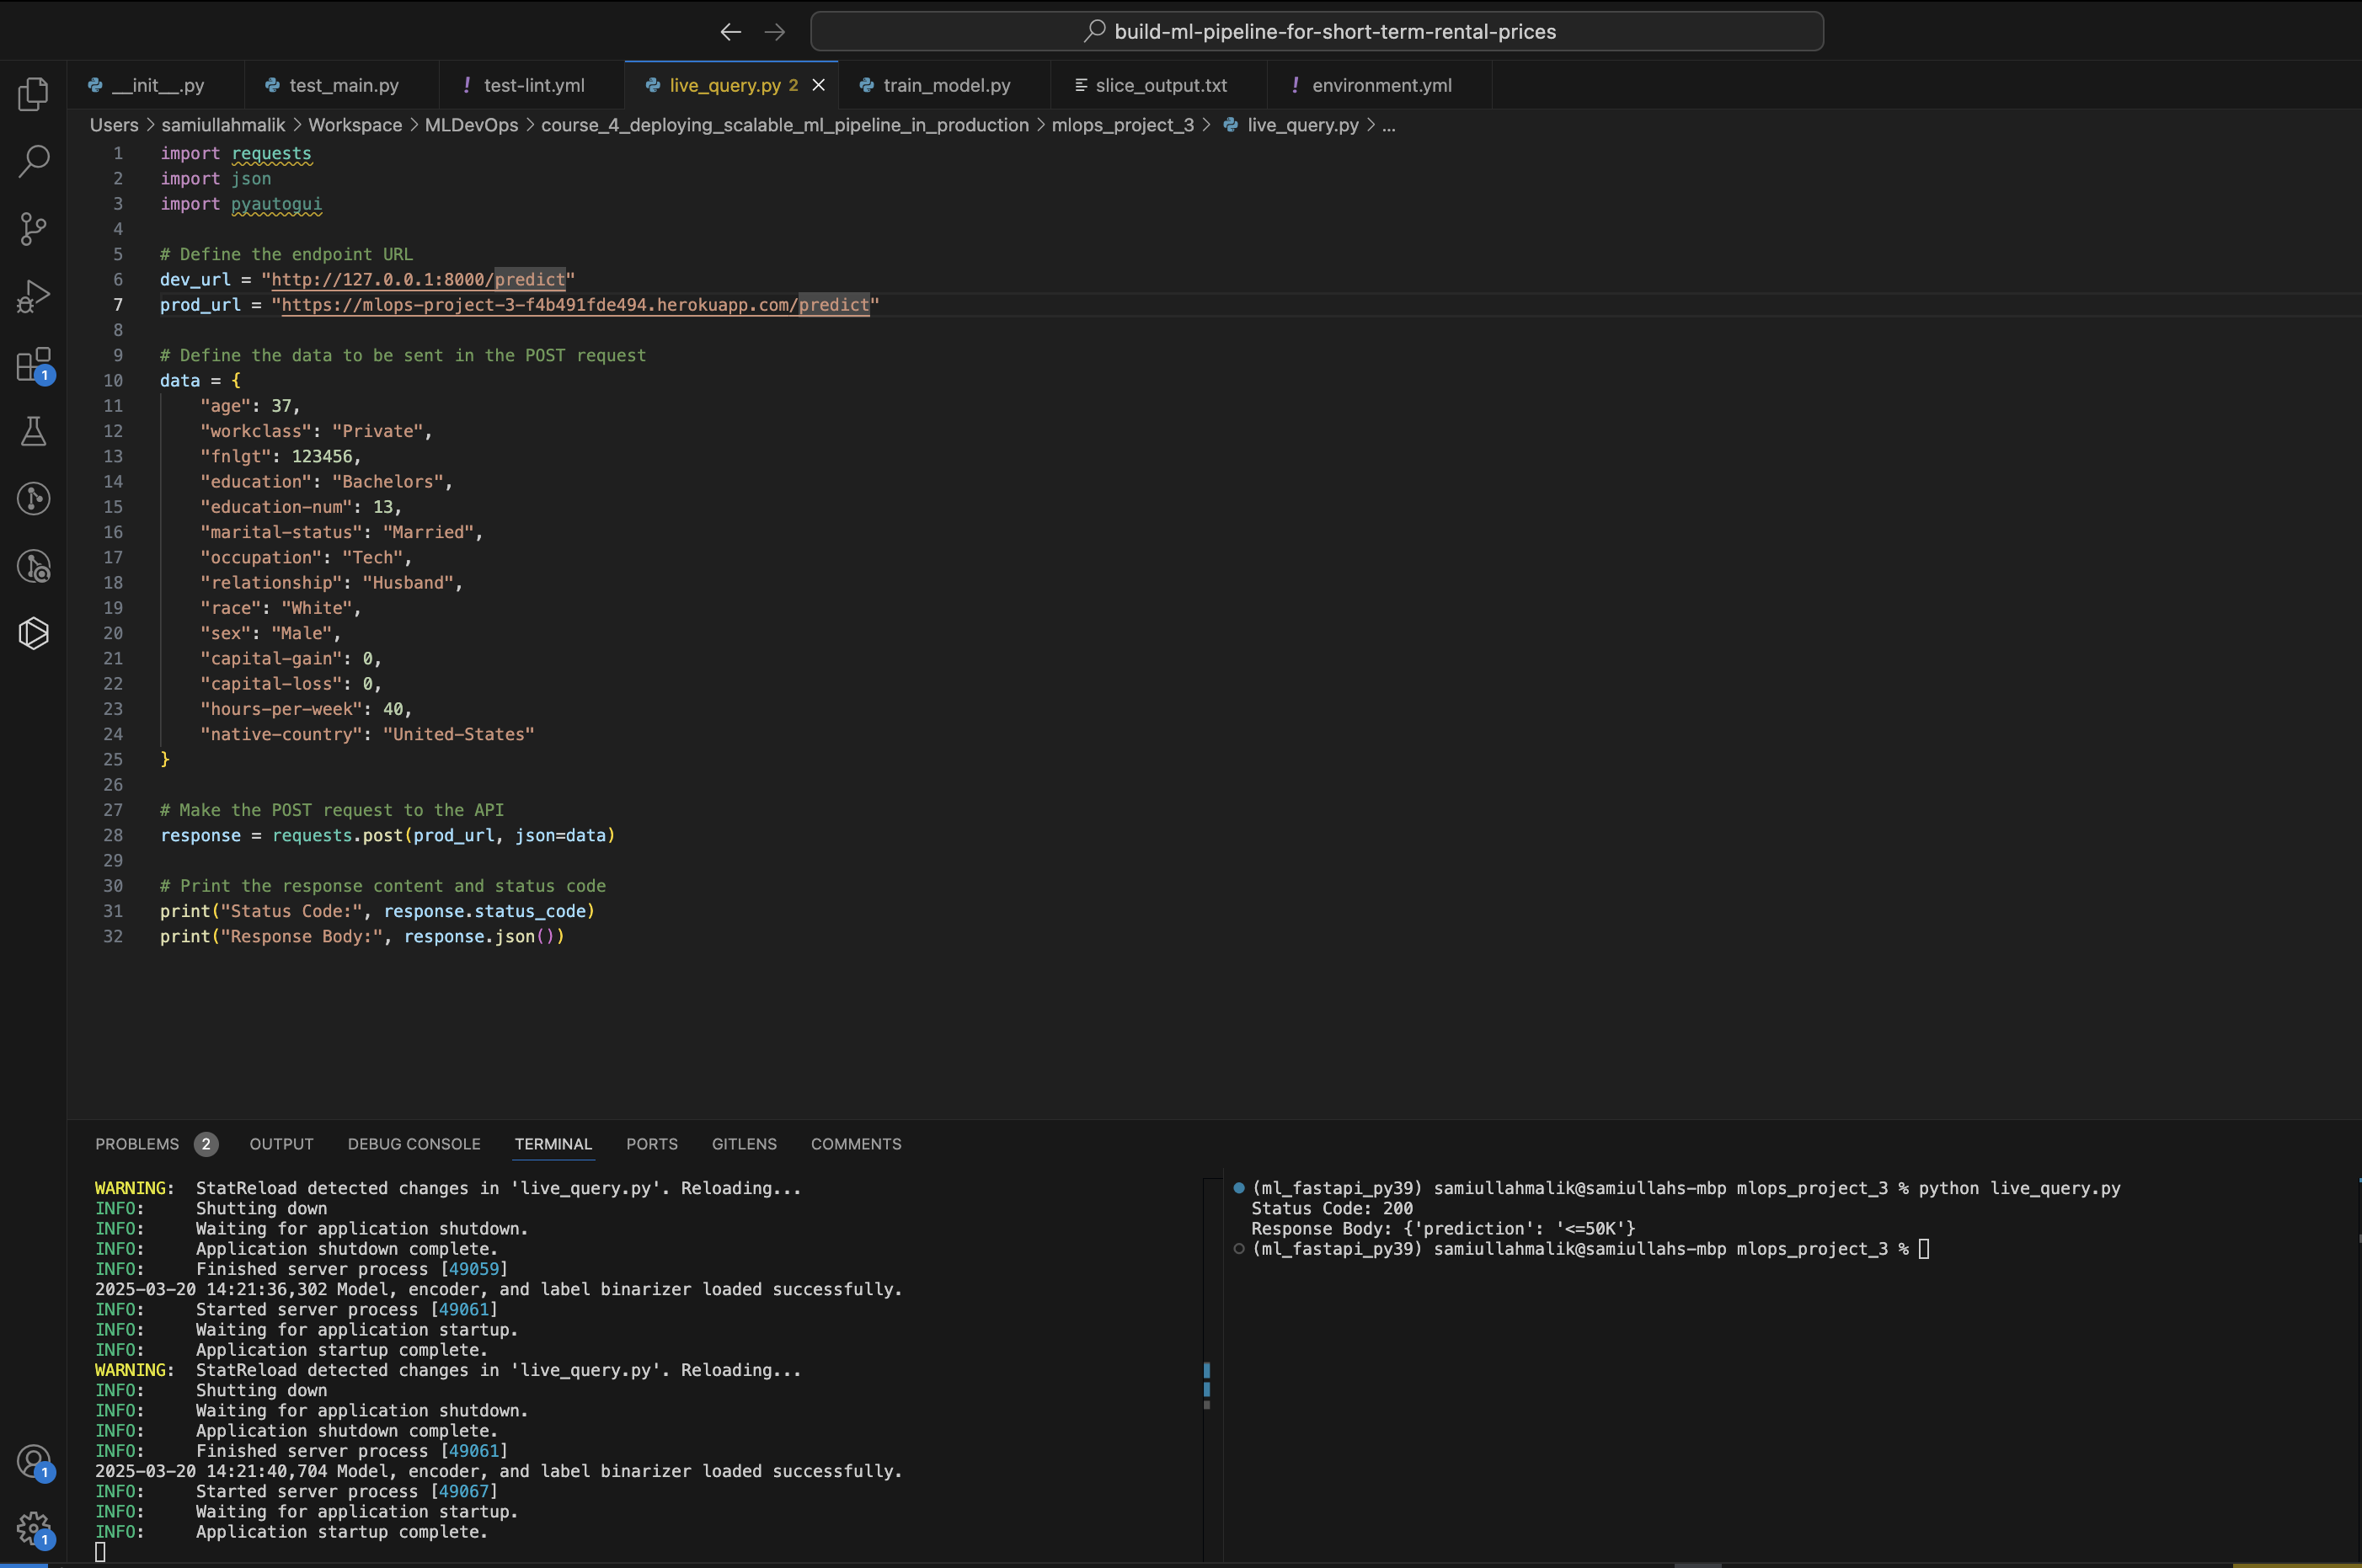 build-ml-pipeline-for-short-term-rental-prices
__init__.py
test_main.py
! test-lint.yml
live_query.py 2
train_model.py
slice_output.txt
! environment.yml
Users > samiullahmalik > Workspace > MLDevOps > course_4_deploying_scalable_ml_pipeline_in_production > mlops_project_3 > live_query.py > ...
1 import requests
2 import json
3 import pyautogui
4
5 # Define the endpoint URL
6 dev_url = "http://127.0.0.1:8000/predict"
7 prod_url = "https://mlops-project-3-f4b491fde494.herokuapp.com/predict"
8
9 # Define the data to be sent in the POST request
10 data = {
11 "age": 37,
12 "workclass": "Private",
13 "fnlgt": 123456,
14 "education": "Bachelors",
15 "education-num": 13,
16 "marital-status": "Married",
17 "occupation": "Tech",
18 "relationship": "Husband",
19 "race": "White",
20 "sex": "Male",
21 "capital-gain": 0,
22 "capital-loss": 0,
23 "hours-per-week": 40,
24 "native-country": "United-States"
25 }
26
27 # Make the POST request to the API
28 response = requests.post(prod_url, json=data)
29
30 # Print the response content and status code
31 print("Status Code:", response.status_code)
32 print("Response Body:", response.json())
1
1
1
PROBLEMS 2 OUTPUT DEBUG CONSOLE TERMINAL PORTS GITLENS COMMENTS
WARNING: StatReload detected changes in 'live_query.py'. Reloading...
INFO: Shutting down
INFO: Waiting for application shutdown.
INFO: Application shutdown complete.
INFO: Finished server process [49059]
2025-03-20 14:21:36,302 Model, encoder, and label binarizer loaded successfully.
INFO: Started server process [49061]
INFO: Waiting for application startup.
INFO: Application startup complete.
WARNING: StatReload detected changes in 'live_query.py'. Reloading...
INFO: Shutting down
INFO: Waiting for application shutdown.
INFO: Application shutdown complete.
INFO: Finished server process [49061]
2025-03-20 14:21:40,704 Model, encoder, and label binarizer loaded successfully.
INFO: Started server process [49067]
INFO: Waiting for application startup.
INFO: Application startup complete.
(ml_fastapi_py39) samiullahmalik@samiullahs-mbp mlops_project_3 % python live_query.py
Status Code: 200
Response Body: {'prediction': '<=50K'}
(ml_fastapi_py39) samiullahmalik@samiullahs-mbp mlops_project_3 %